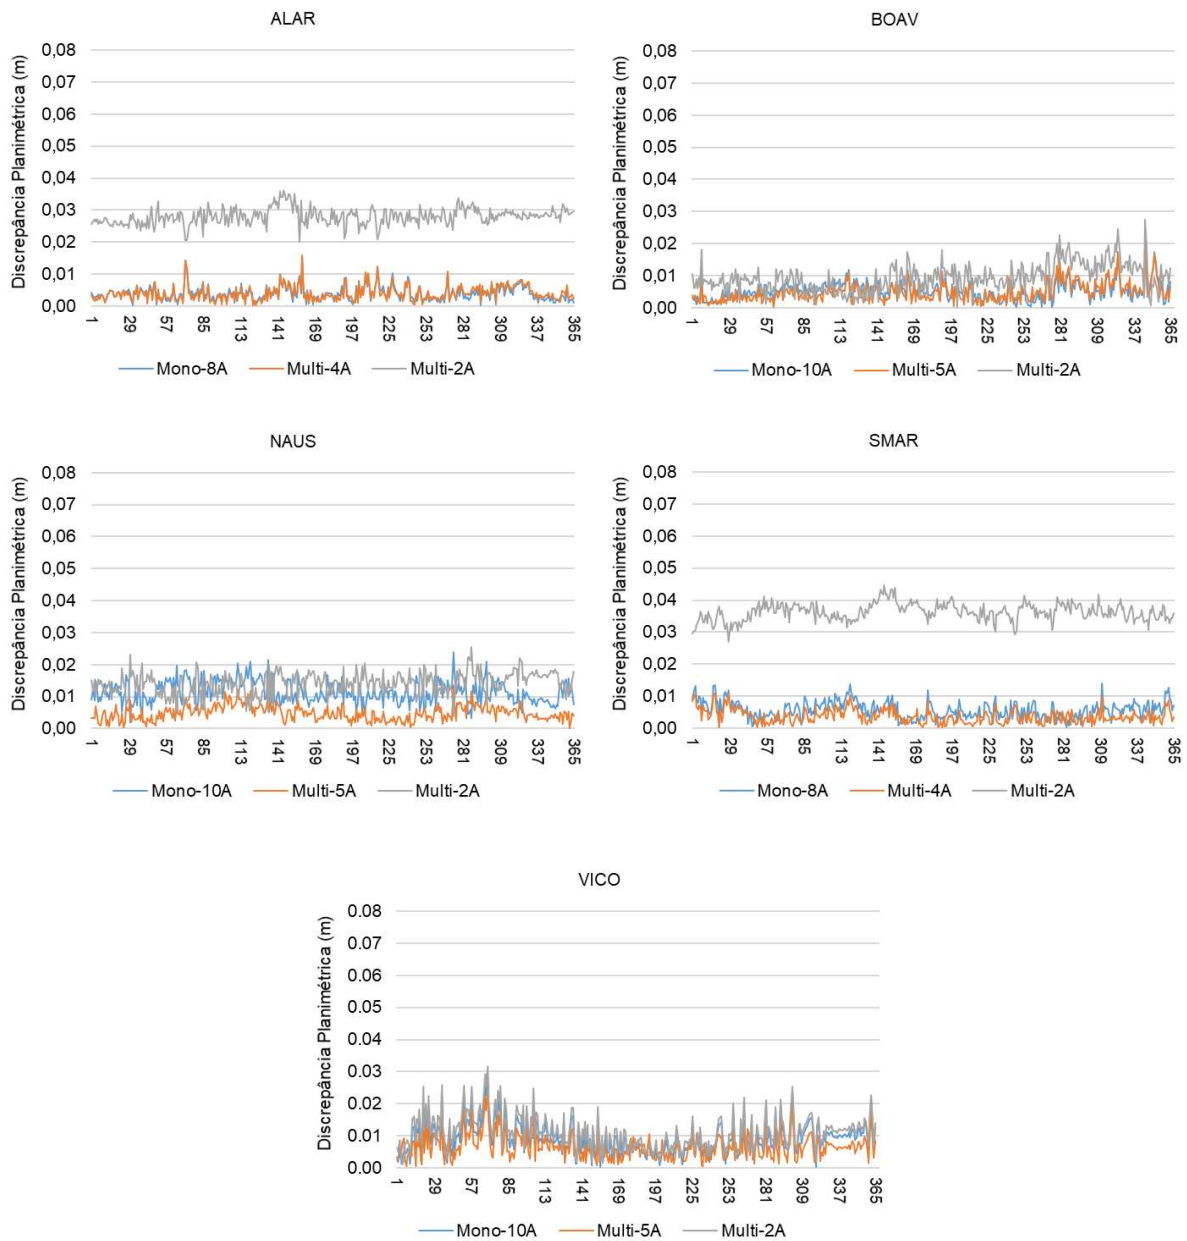 ALAR
Discrepância Planimétrica (m)
0,08
0,07
0,06
0,05
0,04
0,03
0,02
0,01
0,00
1 29 57 85 113 141 169 197 225 253 281 309 337 365
Mono-8A Multi-4A Multi-2A
BOAV
Discrepância Planimétrica (m)
0,08
0,07
0,06
0,05
0,04
0,03
0,02
0,01
0,00
1 29 57 85 113 141 169 197 225 253 281 309 337 365
Mono-10A Multi-5A Multi-2A
NAUS
Discrepância Planimétrica (m)
0,08
0,07
0,06
0,05
0,04
0,03
0,02
0,01
0,00
1 29 57 85 113 141 169 197 225 253 281 309 337 365
Mono-10A Multi-5A Multi-2A
SMAR
Discrepância Planimétrica (m)
0,08
0,07
0,06
0,05
0,04
0,03
0,02
0,01
0,00
1 29 57 85 113 141 169 197 225 253 281 309 337 365
Mono-8A Multi-4A Multi-2A
VICO
Discrepância Planimétrica (m)
0.08
0.07
0.06
0.05
0.04
0.03
0.02
0.01
0.00
1 29 57 85 113 141 169 197 225 253 281 309 337 365
Mono-10A Multi-5A Multi-2A